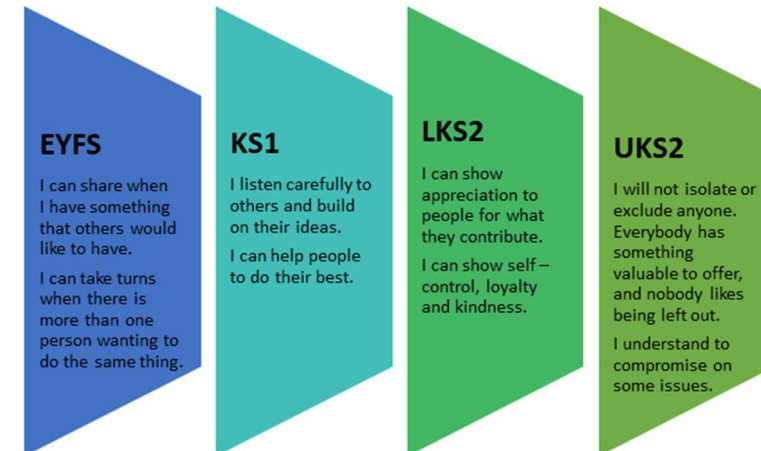 EYFS
I can share when
I have something
that others would
like to have.
I can take turns
when there is
more than one
person wanting to
do the same thing.
KS1
I listen carefully to
others and build
on their ideas.
I can help people
to do their best.
LKS2
I can show
appreciation to
people for what
they contribute.
I can show self –
control, loyalty
and kindness.
UKS2
I will not isolate or
exclude anyone.
Everybody has
something
valuable to offer,
and nobody likes
being left out.
I understand to
compromise on
some issues.